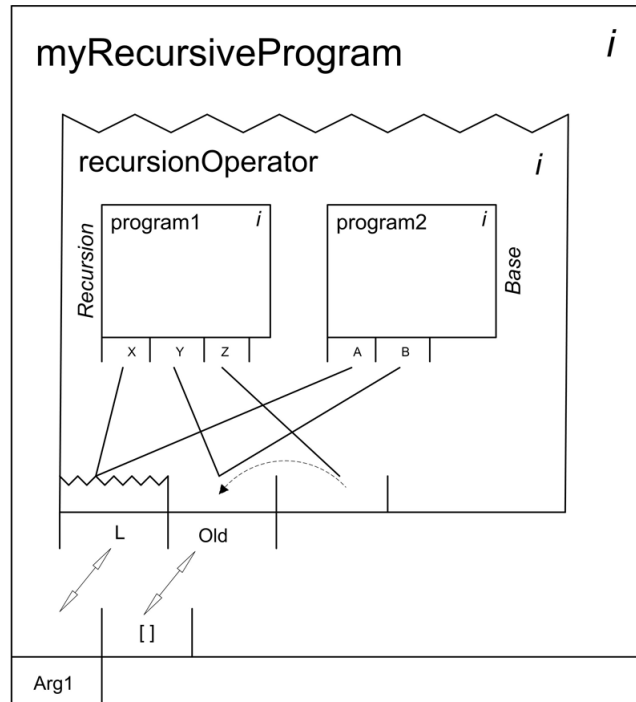 myRecursiveProgram i
recursionOperator i
Recursion
program1 i
program2 i
Base
X Y Z
A B
L Old
[ ]
Arg1